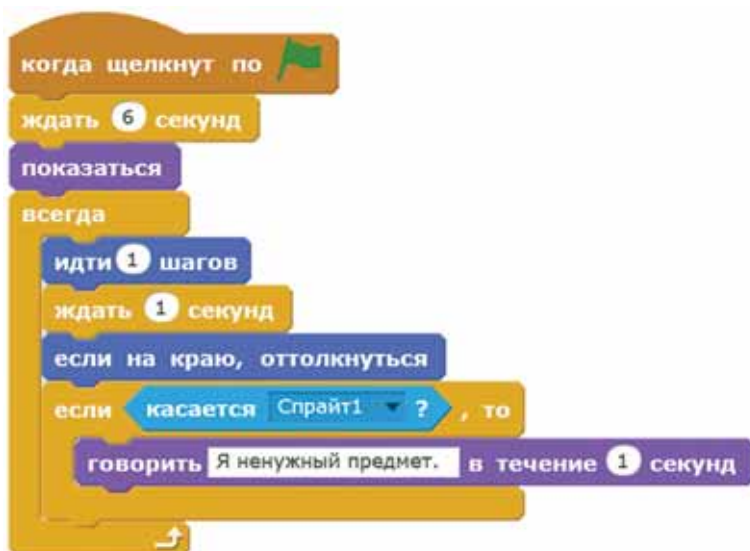 когда щелкнут по
ждать 6 секунд
показаться
всегда
идти 1 шагов
ждать 1 секунд
если на краю, оттолкнуться
если касается Спрайт1 ? , то
говорить Я ненужный предмет. в течение 1 секунд